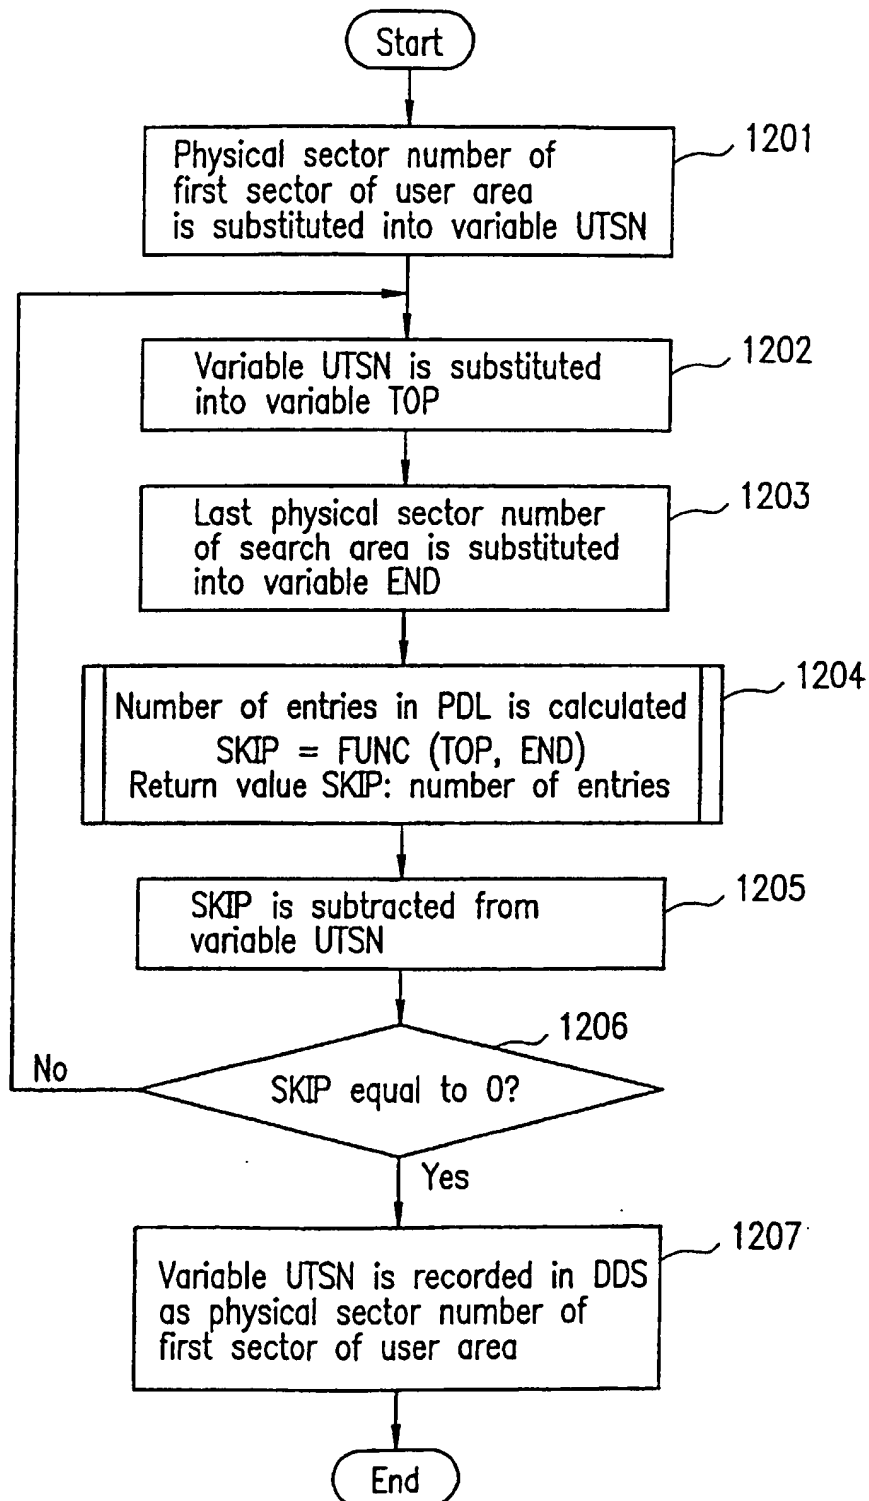 Start
1201
Physical sector number of
first sector of user area
is substituted into variable UTSN
1202
Variable UTSN is substituted
into variable TOP
1203
Last physical sector number
of search area is substituted
into variable END
1204
Number of entries in PDL is calculated
SKIP = FUNC (TOP, END)
Return value SKIP: number of entries
1205
SKIP is subtracted from
variable UTSN
1206
No
SKIP equal to 0?
Yes
1207
Variable UTSN is recorded in DDS
as physical sector number of
first sector of user area
End